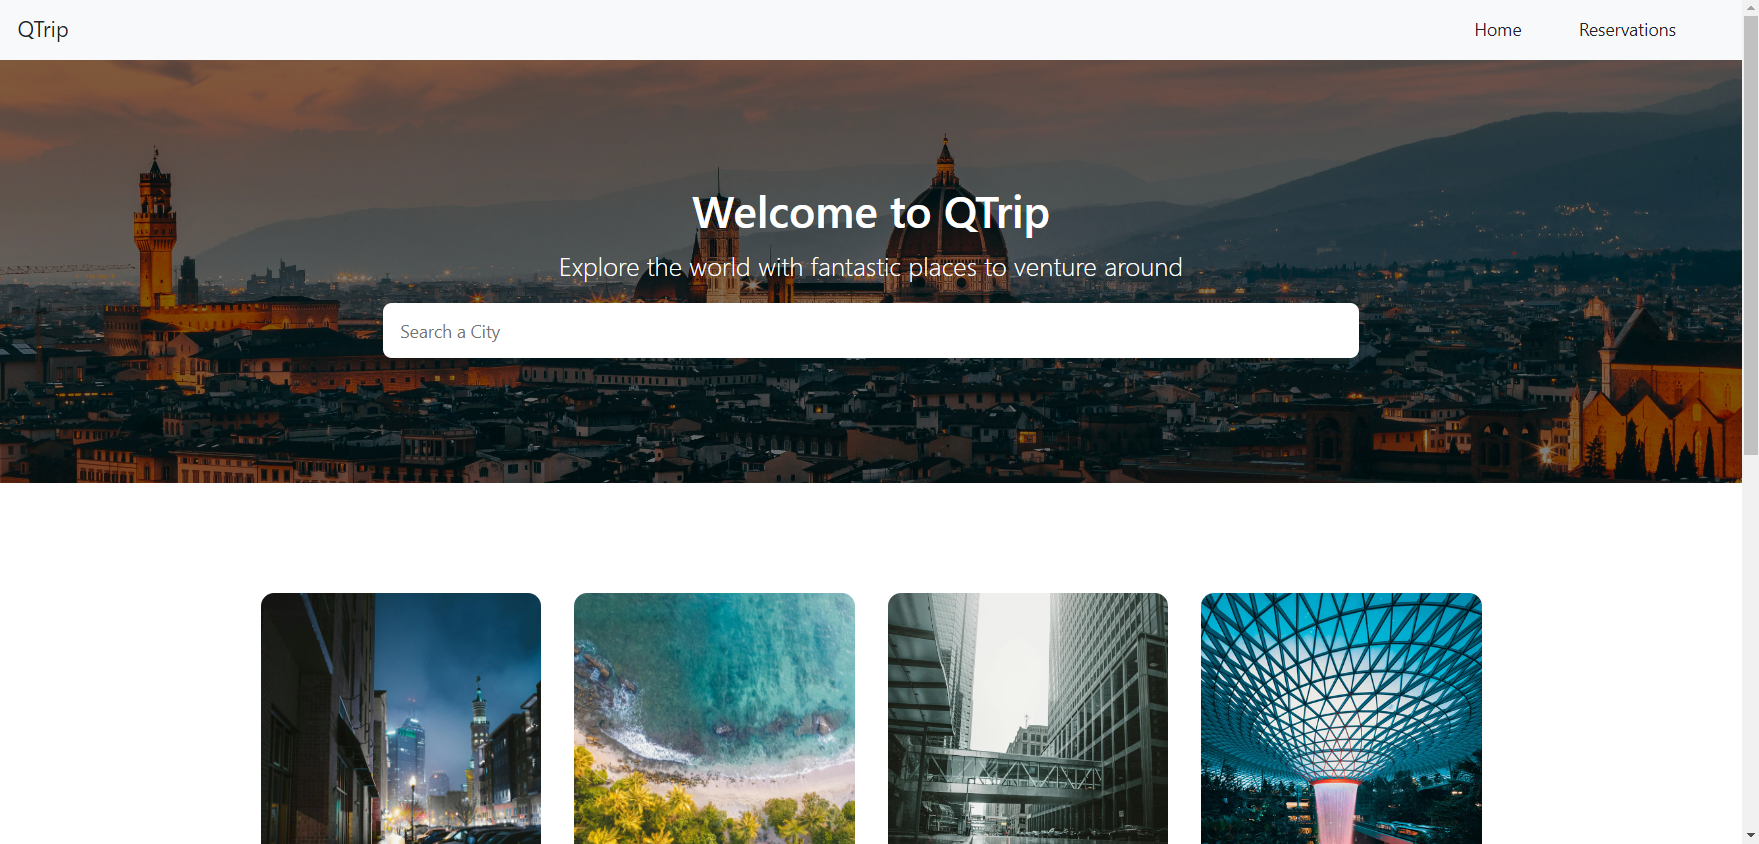 QTrip
Home
Reservations
Welcome to QTrip
Explore the world with fantastic places to venture around
Search a City